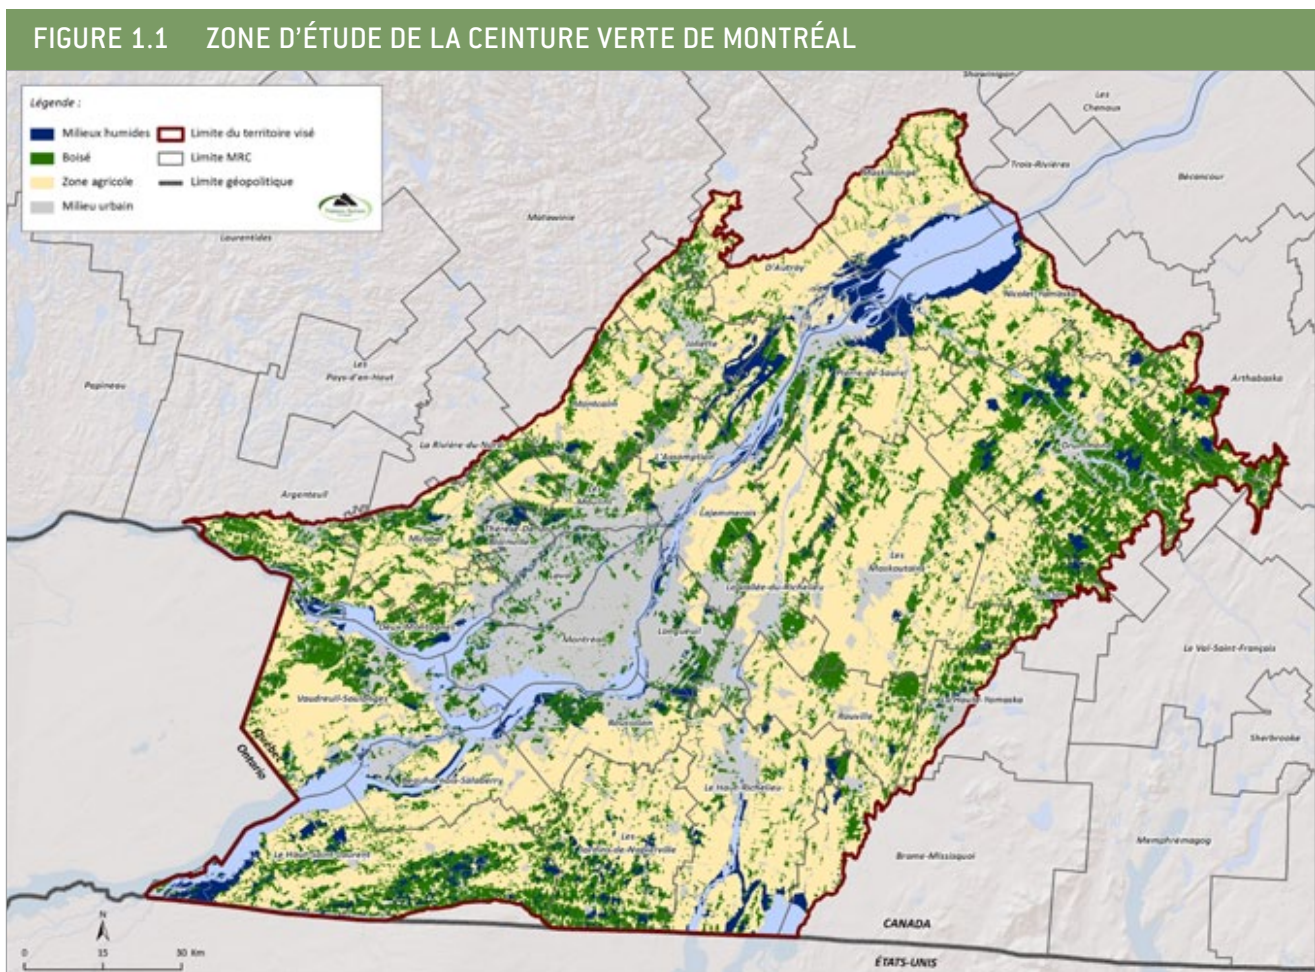 FIGURE 1.1 ZONE D'ÉTUDE DE LA CEINTURE VERTE DE MONTRÉAL
Légende :
Milieux humides
Boisé
Zone agricole
Milieu urbain
Limite du territoire visé
Limite MRC
Limite géopolitique
Shawinigan
Les
Chenaux
Trois-Rivières
Bécancour
Maskinongé
Matawinie
Laurentides
D'Autray
Nicolet-Yamaska
Joliette
Les
Pays-d'en-Haut
Papineau
Arthabaska
Pierre-de-Saurel
Montcalm
La Rivière-du-Nord
L'Assomption
Drummond
Argenteuil
Lajemmerais
Mirabel
Laval
Les
Maskoutains
La Vallée-du-Richelieu
Deux-Montagnes
Montréal
Longueuil
Le Val-Saint-François
Vaudreuil-Soulanges
Roussillon
Rouville
La Haute-Yamaska
Sherbrooke
Québec
Ontario
Beauharnois-Salaberry
Le Haut-Richelieu
Les
Jardins-de-Napierville
Le Haut-Saint-Laurent
Brome-Missisquoi
Memphrémagog
CANADA
ÉTATS-UNIS
N
0 15 30 Km